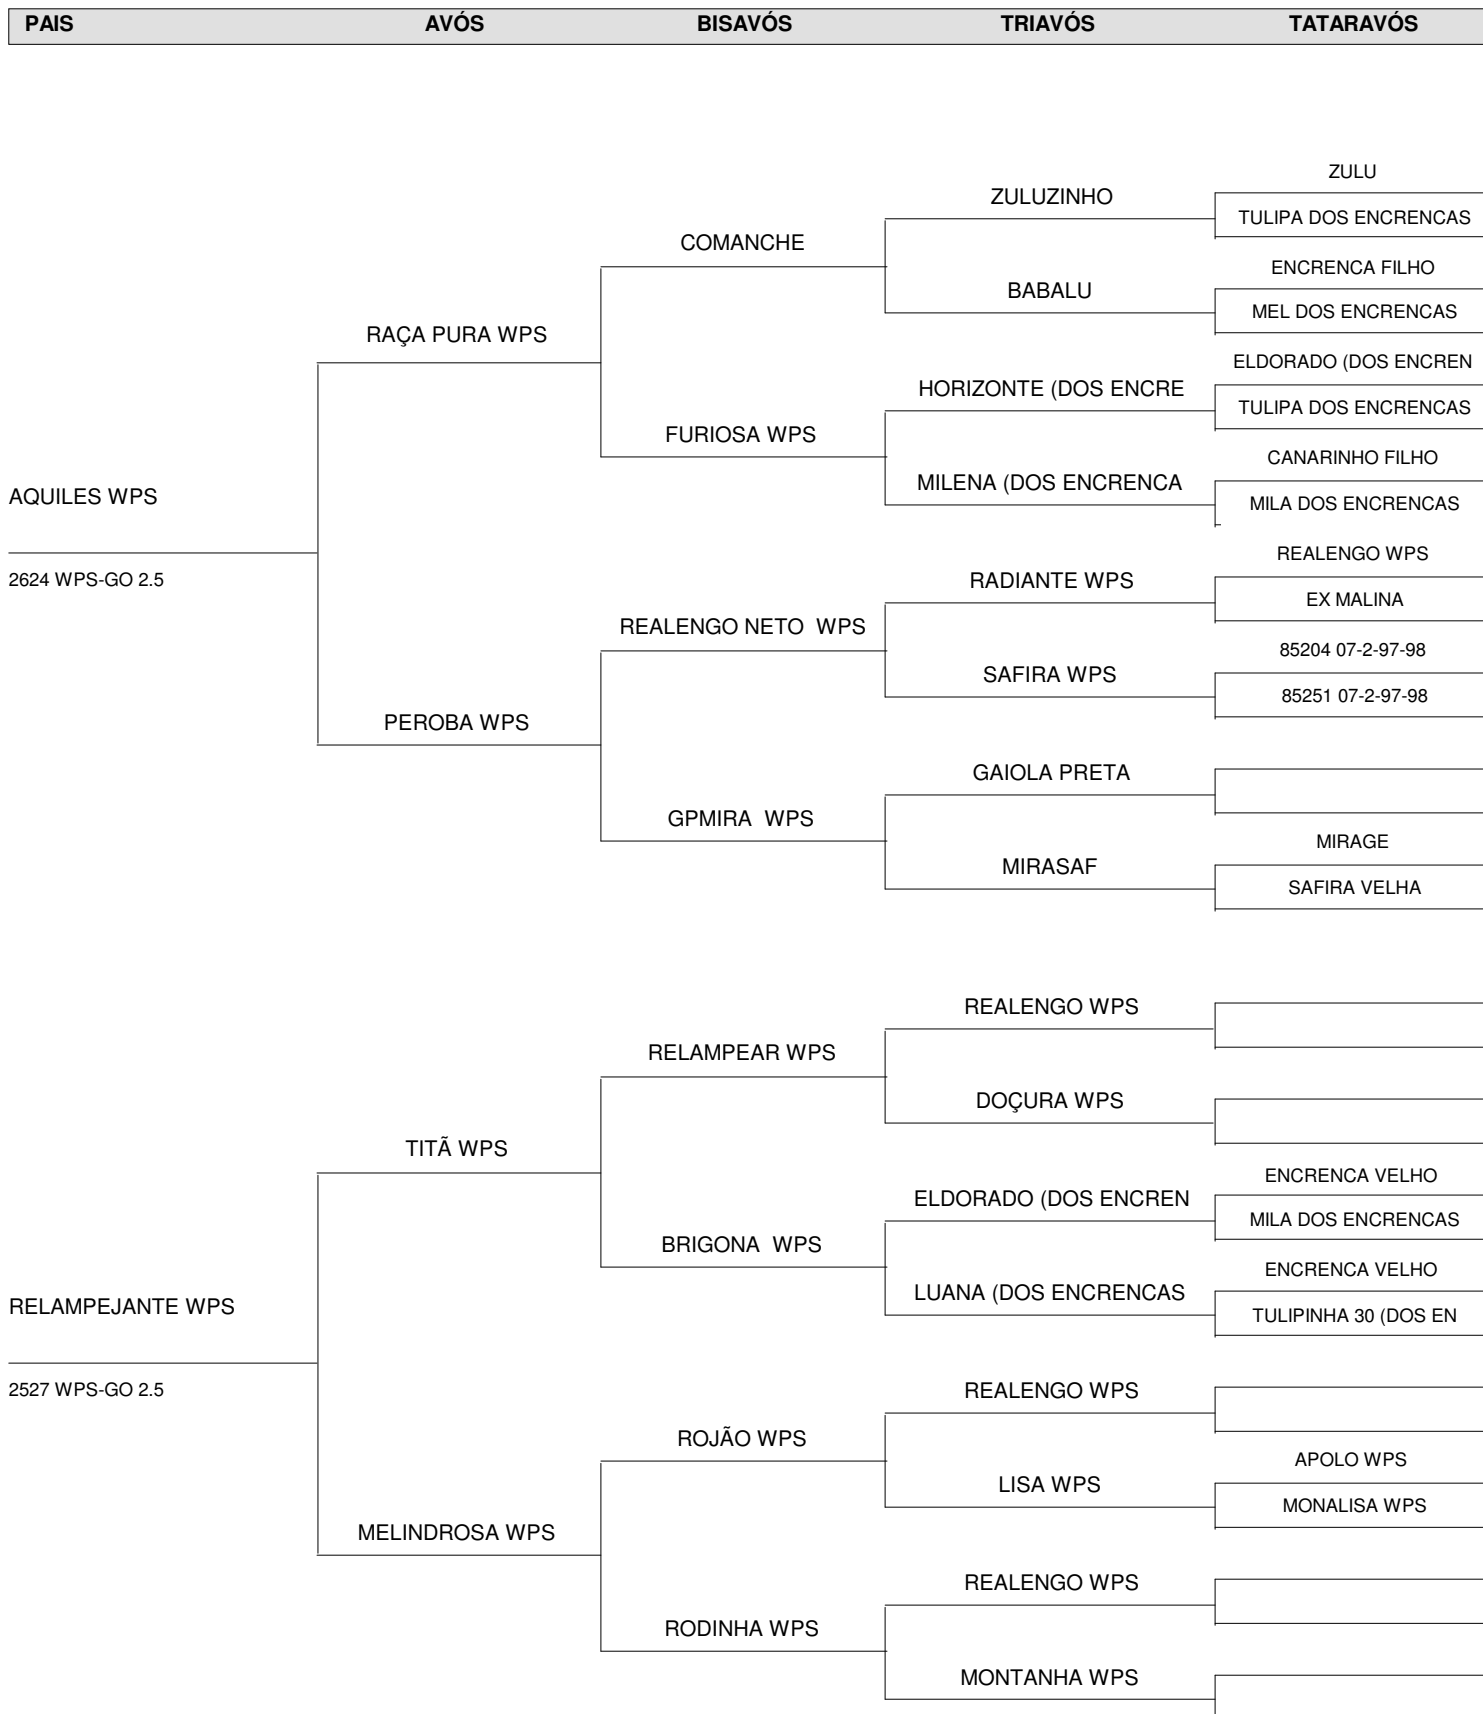 PAIS AVÓS BISAVÓS TRIAVÓS TATARAVÓS
ZULU
ZULUZINHO
TULIPA DOS ENCRENCAS
COMANCHE
ENCRENCA FILHO
BABALU
MEL DOS ENCRENCAS
RAÇA PURA WPS
ELDORADO (DOS ENCREN
HORIZONTE (DOS ENCRE
TULIPA DOS ENCRENCAS
FURIOSA WPS
CANARINHO FILHO
MILENA (DOS ENCRENCA
AQUILES WPS
MILA DOS ENCRENCAS
REALENGO WPS
2624 WPS-GO 2.5
RADIANTE WPS
EX MALINA
REALENGO NETO  WPS
85204 07-2-97-98
SAFIRA WPS
85251 07-2-97-98
PEROBA WPS
GAIOLA PRETA
GPMIRA  WPS
MIRAGE
MIRASAF
SAFIRA VELHA
REALENGO WPS
RELAMPEAR WPS
DOÇURA WPS
TITÃ WPS
ENCRENCA VELHO
ELDORADO (DOS ENCREN
MILA DOS ENCRENCAS
BRIGONA  WPS
ENCRENCA VELHO
LUANA (DOS ENCRENCAS
RELAMPEJANTE WPS
TULIPINHA 30 (DOS EN
2527 WPS-GO 2.5
REALENGO WPS
ROJÃO WPS
APOLO WPS
LISA WPS
MONALISA WPS
MELINDROSA WPS
REALENGO WPS
RODINHA WPS
MONTANHA WPS